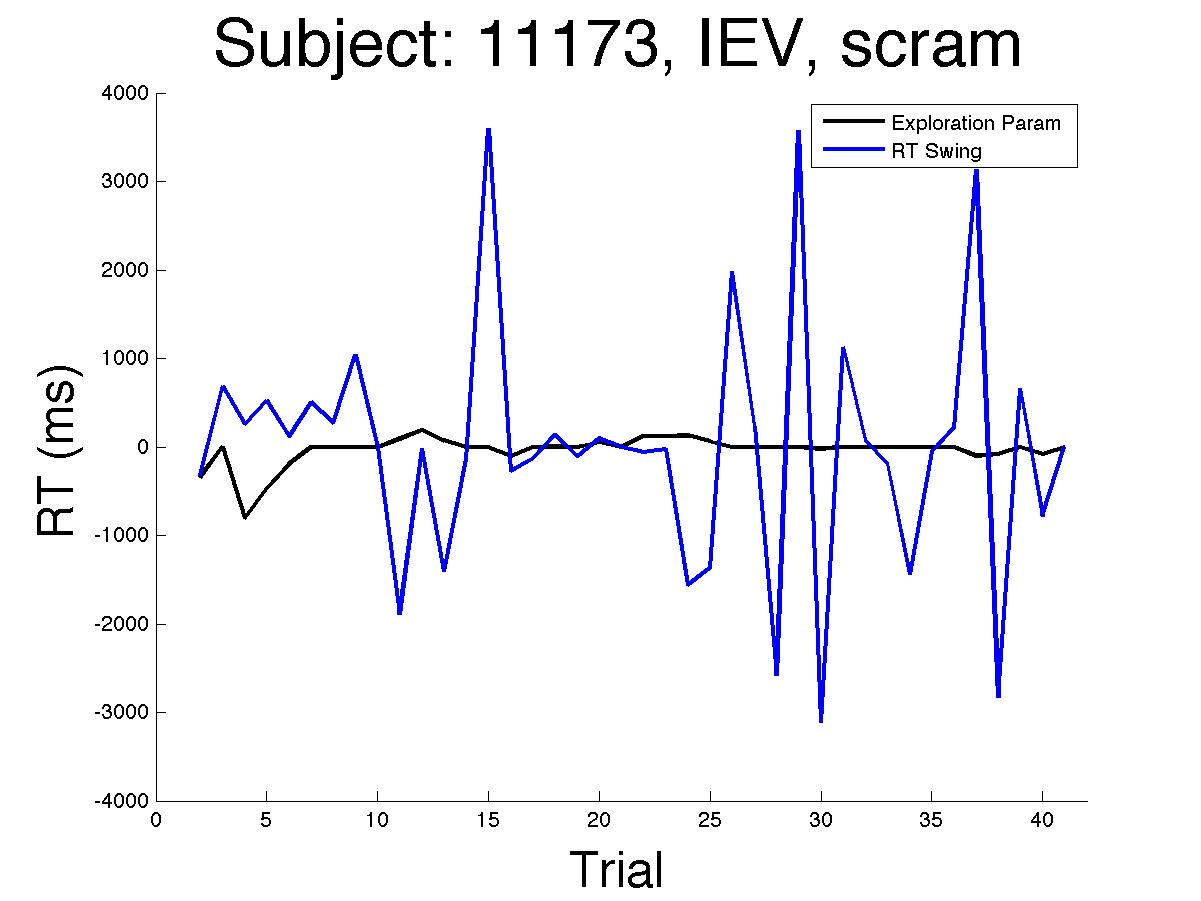 Subject: 11173, IEV, scram
4000
3000
2000
1000
0
-1000
-2000
-3000
-4000
RT (ms)
Exploration Param
RT Swing
0 5 10 15 20 25 30 35 40
Trial